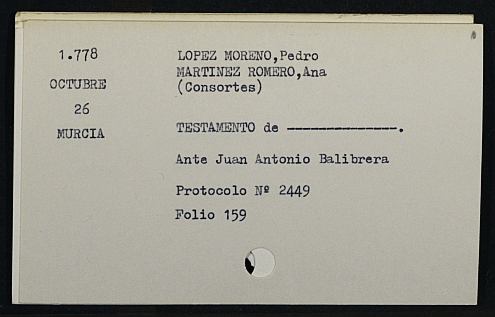 1.778
OCTUBRE
26
MURCIA
LOPEZ MORENO,Pedro
MARTINEZ ROMERO,Ana
(Consortes)
TESTAMENTO de --------------.
Ante Juan Antonio Balibrera
Protocolo Nº 2449
Folio 159